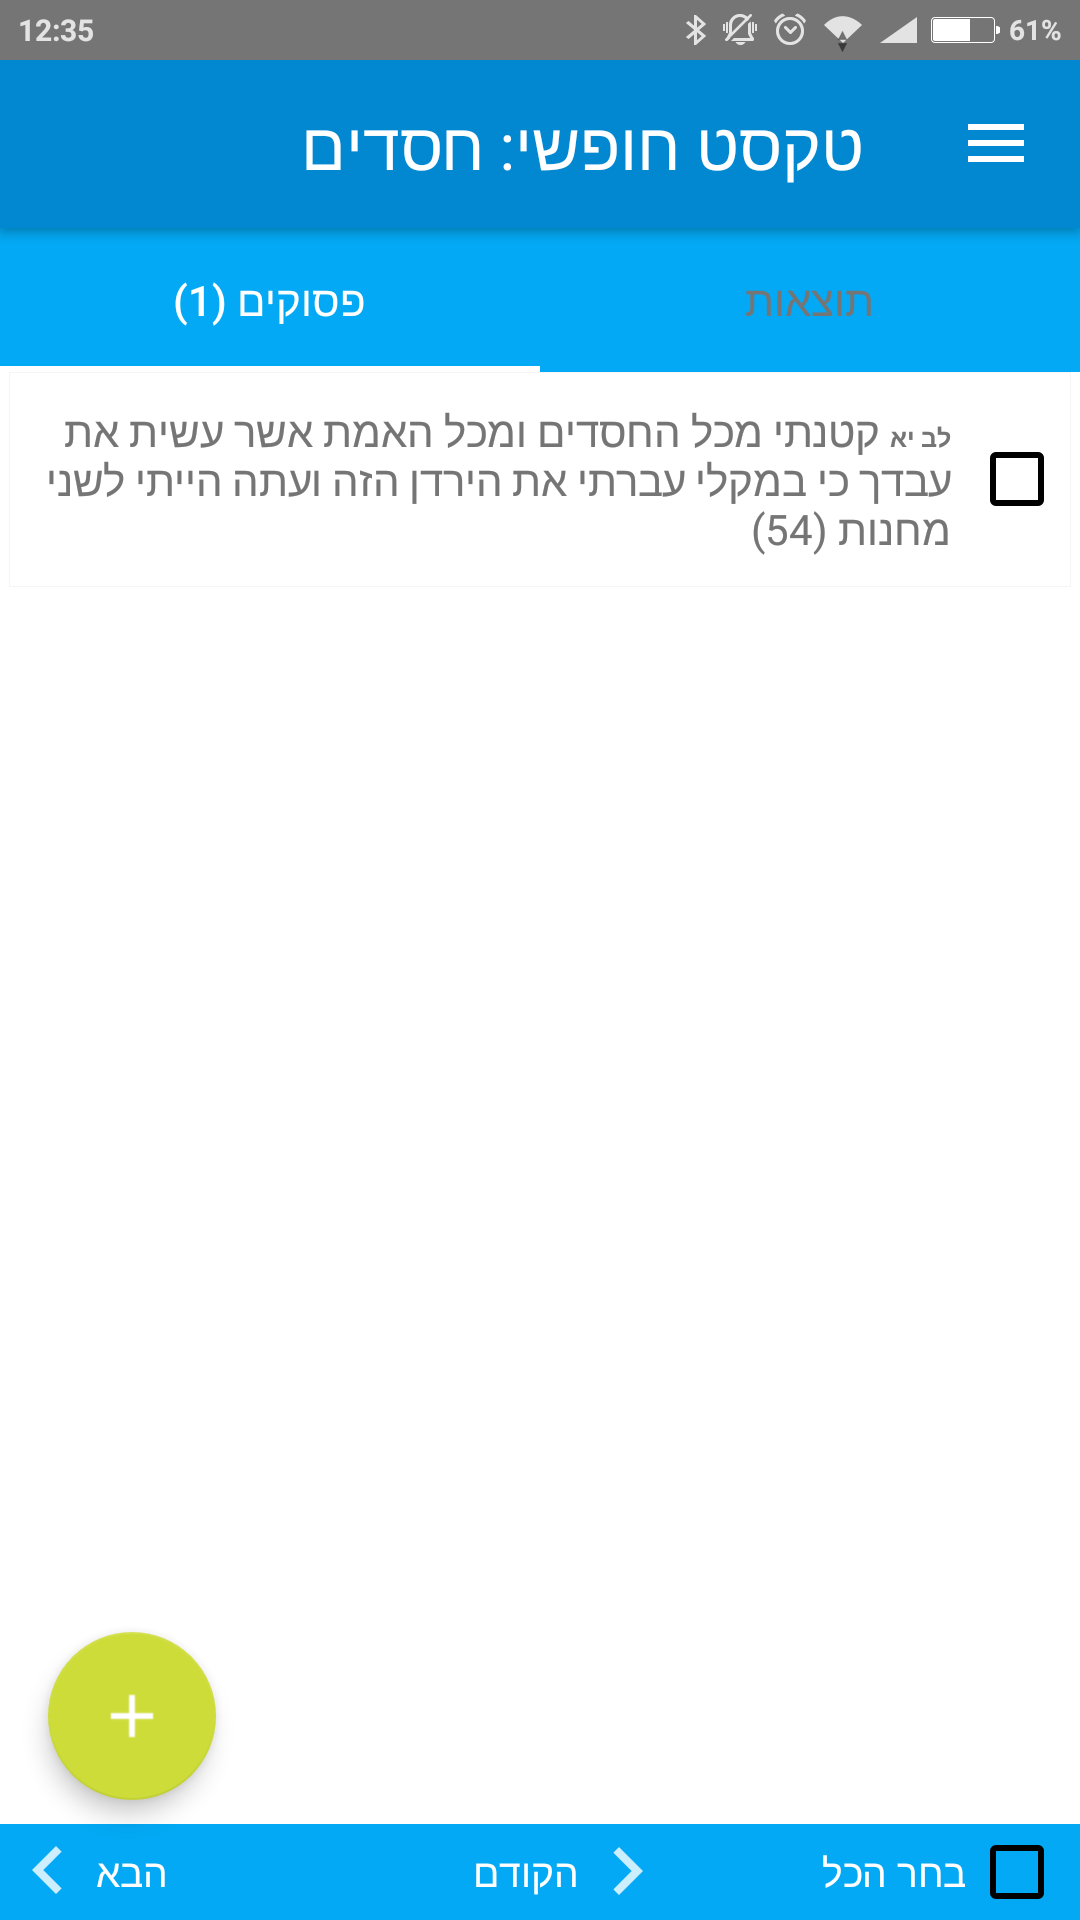 12:35 61%
טקסט חופשי: חסדים
תוצאות
פסוקים (1)
לב יא קטנתי מכל החסדים ומכל האמת אשר עשית את
עבדך כי במקלי עברתי את הירדן הזה ועתה הייתי לשני
מחנות (54)
בחר הכל
הקודם
הבא